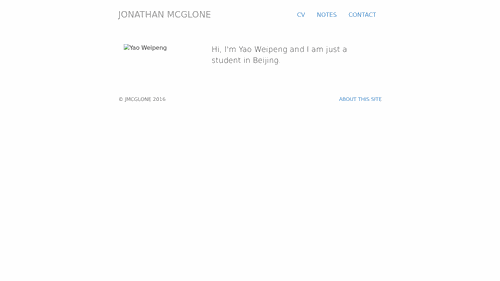 JONATHAN MCGLONE
CV NOTES CONTACT
Yao Weipeng
Hi, I'm Yao Weipeng and I am just a
student in Beijing.
© JMCGLONE 2016
ABOUT THIS SITE